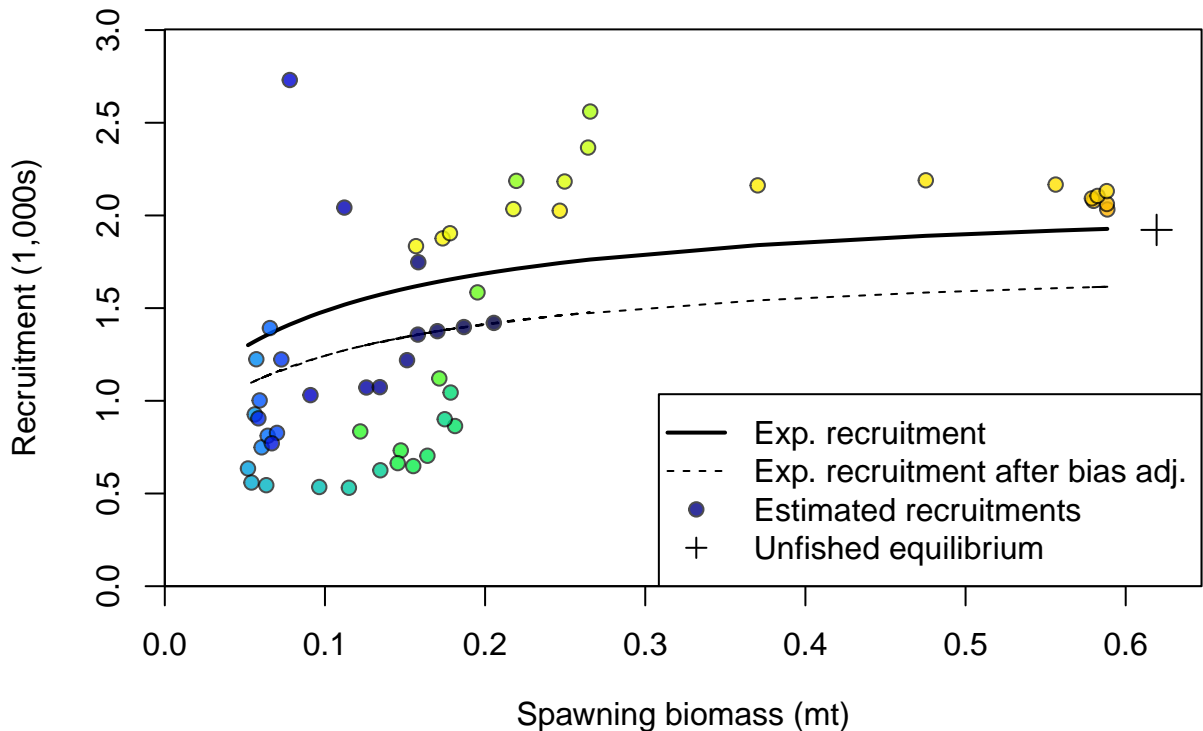 Recruitment (1,000s)
3.0
2.5
2.0
1.5
1.0
0.5
0.0
Exp. recruitment
Exp. recruitment after bias adj.
Estimated recruitments
Unfished equilibrium
0.0 0.1 0.2 0.3 0.4 0.5 0.6
Spawning biomass (mt)